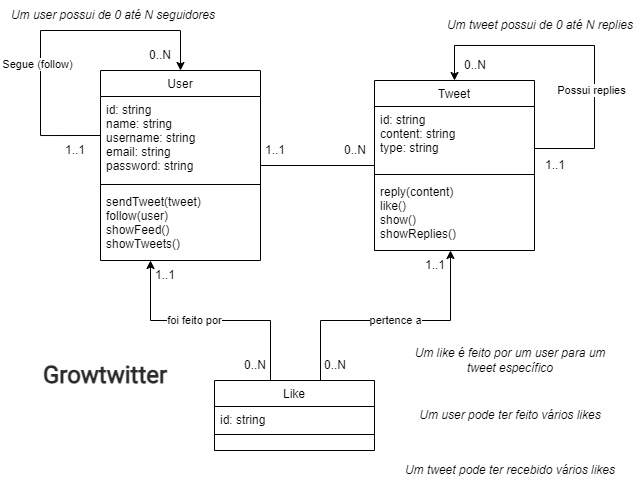 Um user possui de 0 até N seguidores
Um tweet possui de 0 até N replies
Segue (follow)
0..N
0..N
User
Tweet
Possui replies
id: string
name: string
username: string
email: string
password: string
id: string
content: string
type: string
1..1
1..1
0..N
1..1
sendTweet(tweet)
follow(user)
showFeed()
showTweets()
reply(content)
like()
show()
showReplies()
1..1
1..1
foi feito por
pertence a
0..N
0..N
Um like é feito por um user para um
tweet específico
Growtwitter
Like
id: string
Um user pode ter feito vários likes
Um tweet pode ter recebido vários likes